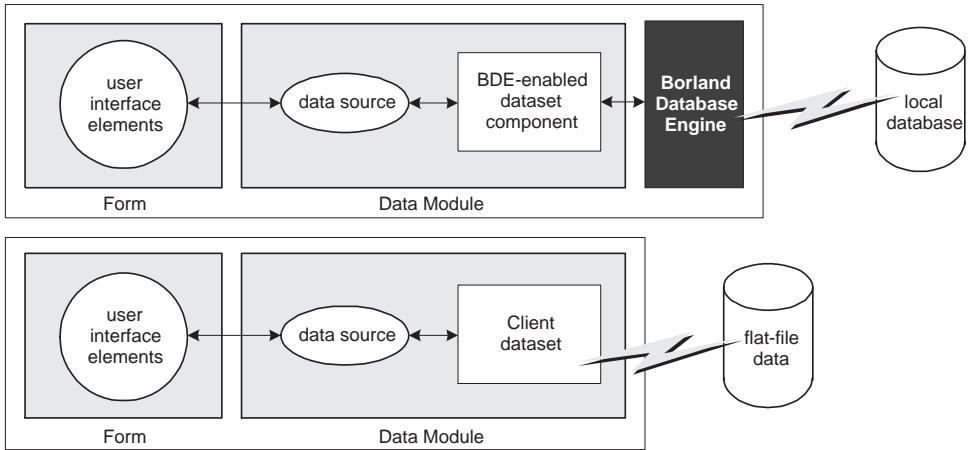 user
interface
elements
data source
BDE-enabled
dataset
component
Borland
Database
Engine
local
database
Form
Data Module
user
interface
elements
data source
Client
dataset
flat-file
data
Form
Data Module